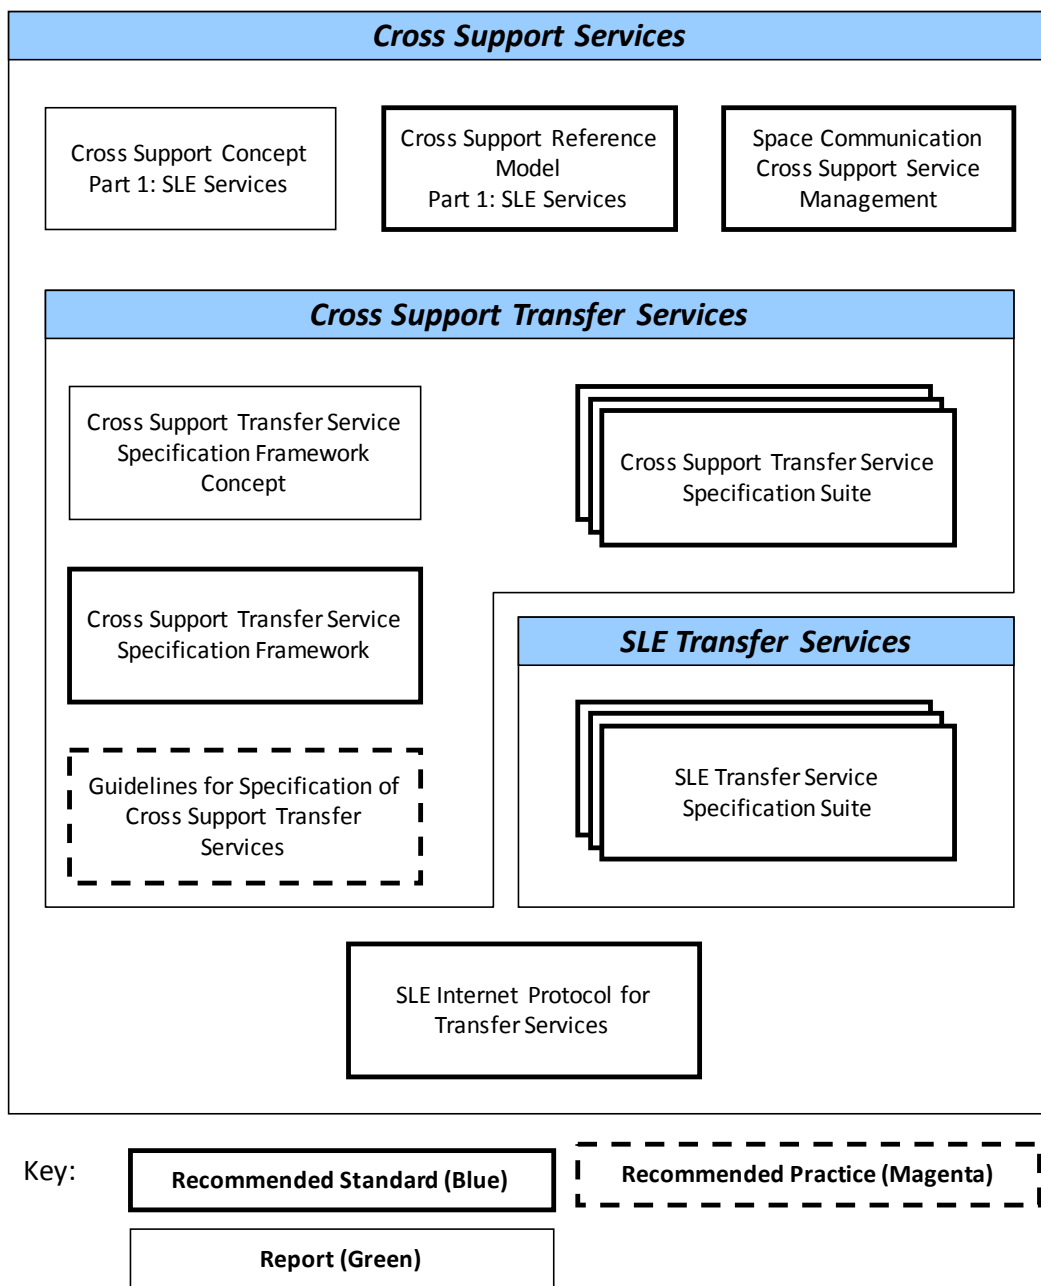 Cross Support Services
Cross Support Concept
Part 1: SLE Services
Cross Support Reference
Model
Part 1: SLE Services
Space Communication
Cross Support Service
Management
Cross Support Transfer Services
Cross Support Transfer Service
Specification Framework
Concept
Cross Support Transfer Service
Specification Suite
Cross Support Transfer Service
Specification Framework
SLE Transfer Services
Guidelines for Specification of
Cross Support Transfer
Services
SLE Transfer Service
Specification Suite
SLE Internet Protocol for
Transfer Services
Key:
Recommended Standard (Blue)
Recommended Practice (Magenta)
Report (Green)